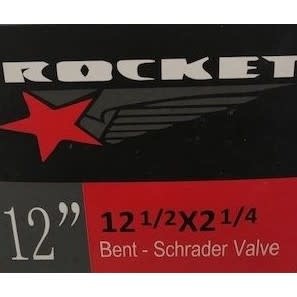 ROCKET
12"
12 1/2X2 1/4
Bent - Schrader Valve